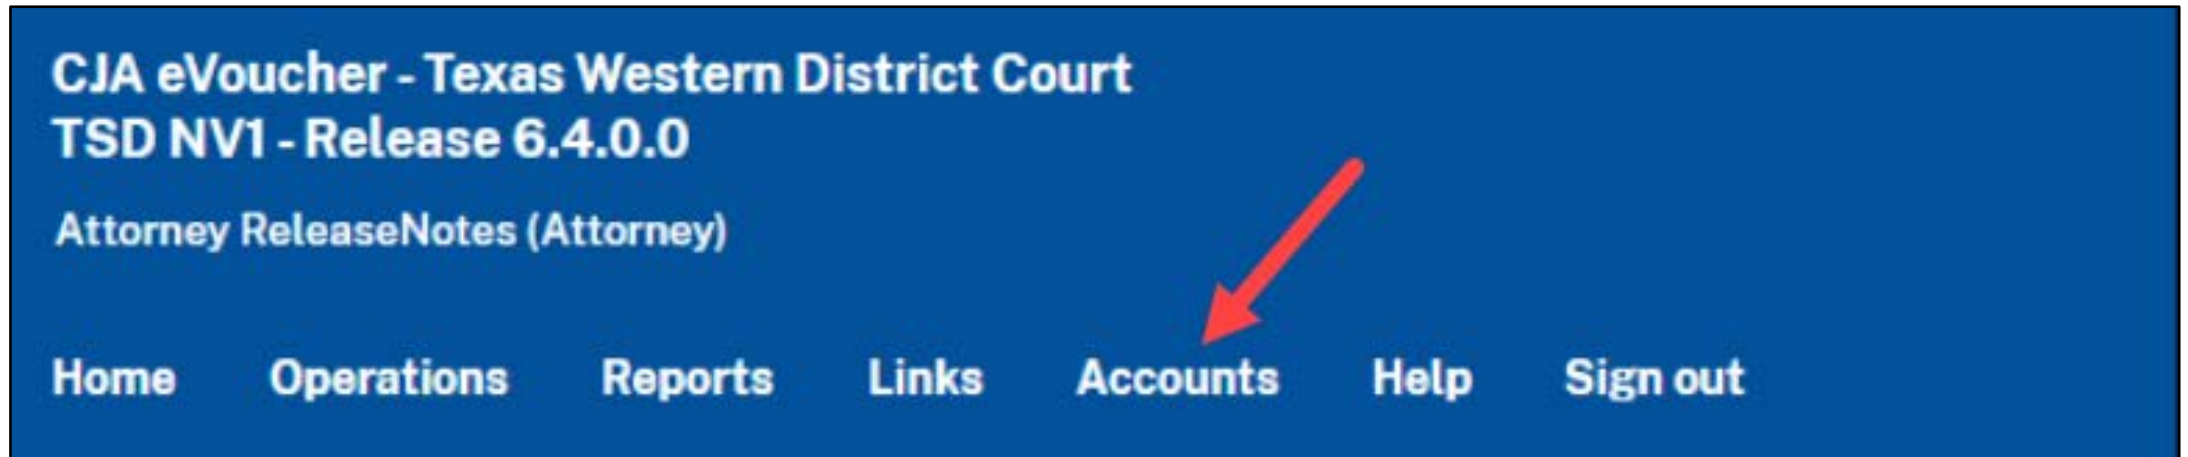 CJA eVoucher - Texas Western District Court
TSD NV1 - Release 6.4.0.0
Attorney ReleaseNotes (Attorney)
Home Operations Reports Links Accounts Help Sign out